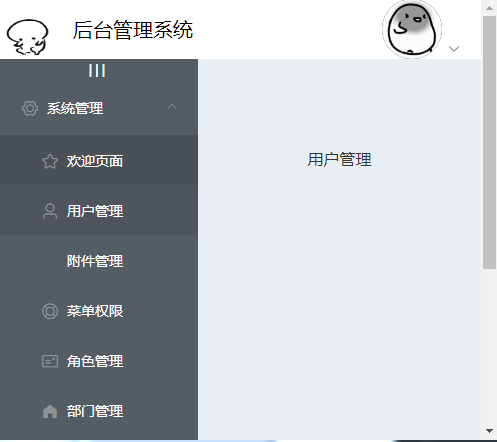 后台管理系统
|||
系统管理
欢迎页面
用户管理
用户管理
附件管理
菜单权限
角色管理
部门管理